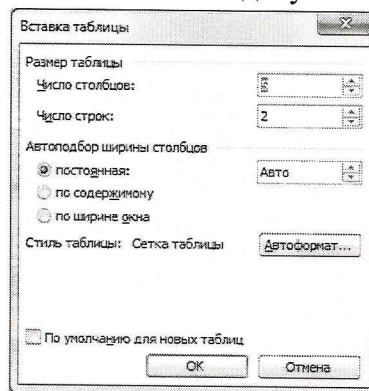 Вставка таблицы
Размер таблицы
Число столбцов:
Число строк: 2
Автоподбор ширины столбцов
постоянная: Авто
по содержимому
по ширине окна
Стиль таблицы: Сетка таблицы Автоформат...
По умолчанию для новых таблиц
ОК Отмена